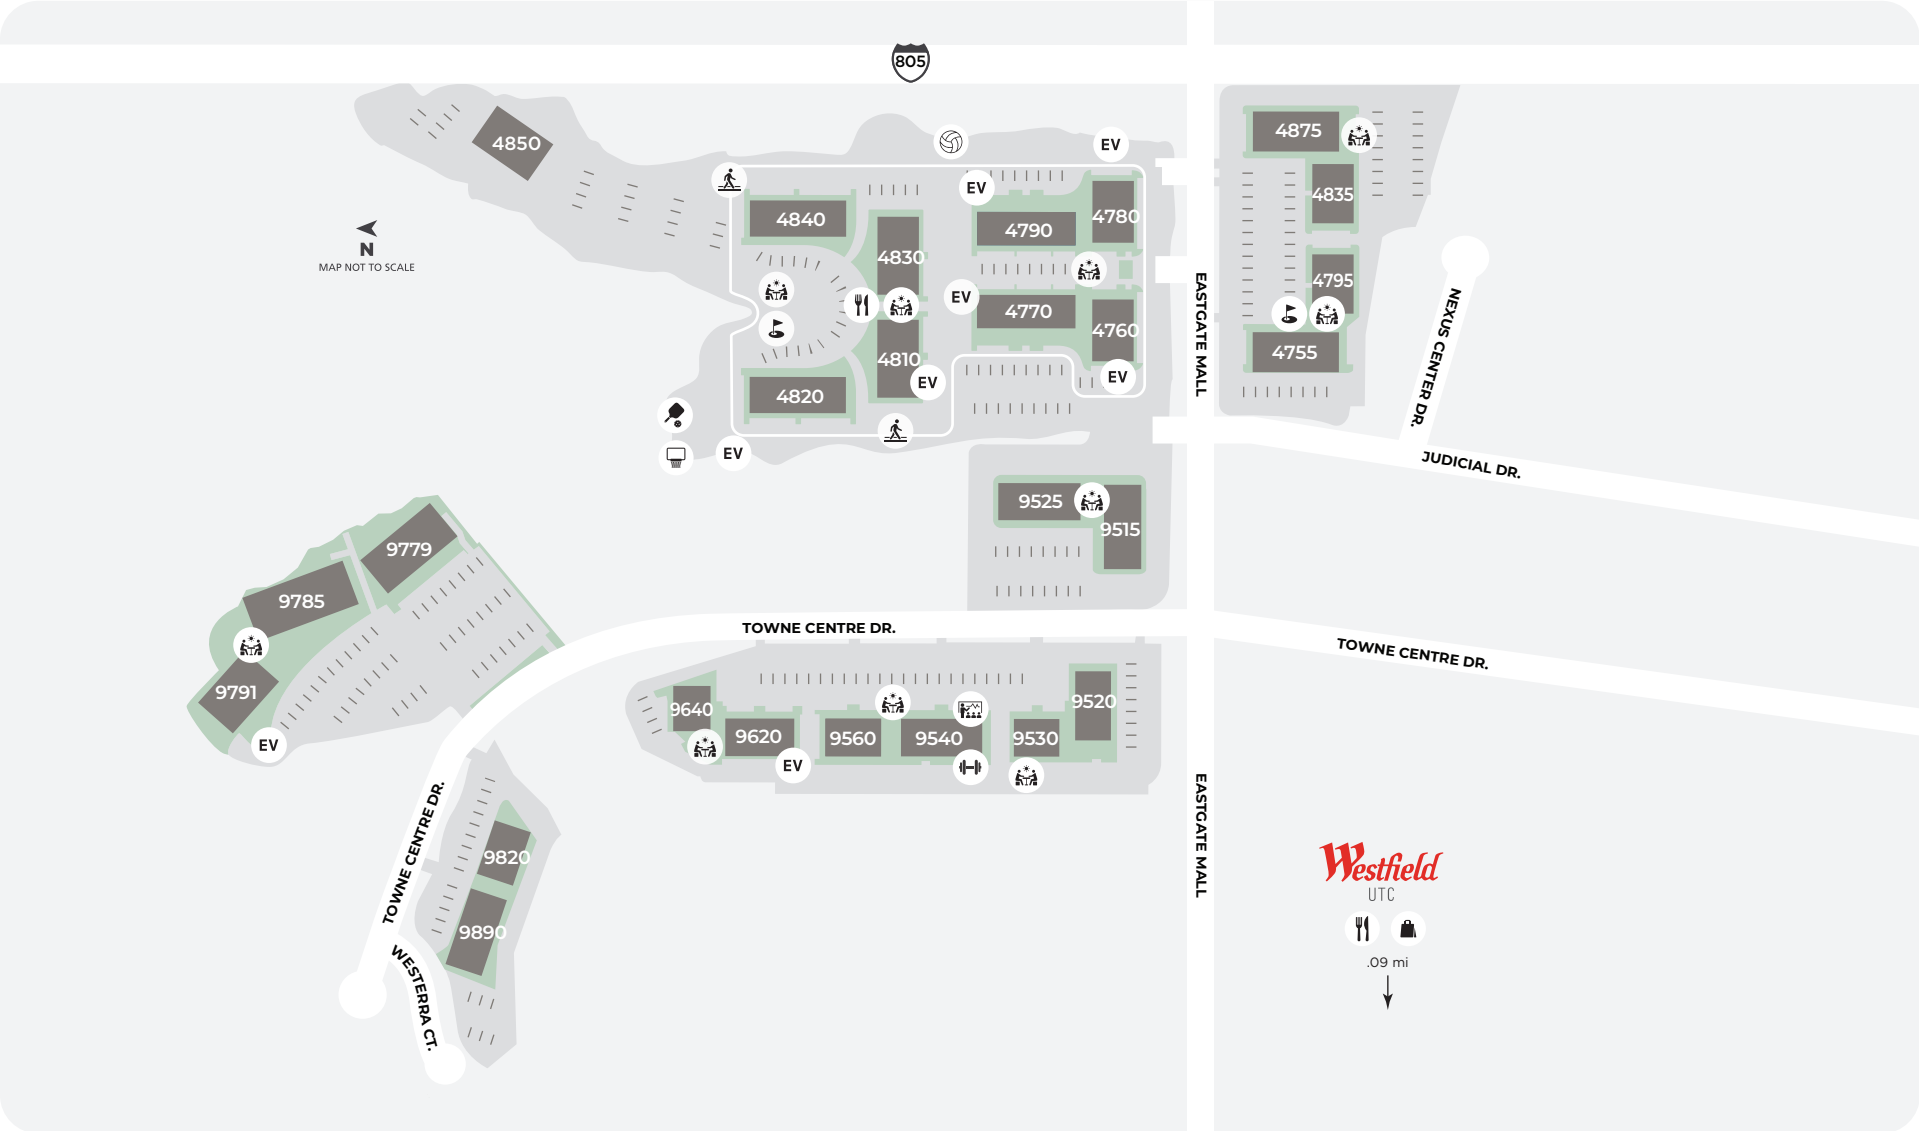 805
4850
4875
EV
4835
EV
4840
4780
4790
N
MAP NOT TO SCALE
4830
4795
EV
4770
4760
4755
4810
EV
EV
4820
EV
EASTGATE MALL
NEXUS CENTER DR.
JUDICIAL DR.
9525
9515
9779
9785
9791
EV
TOWNE CENTRE DR.
TOWNE CENTRE DR.
9640
9620
9560
9540
9530
9520
EV
EASTGATE MALL
TOWNE CENTRE DR.
9820
9890
WESTERRA CT.
Westfield
UTC
.09 mi